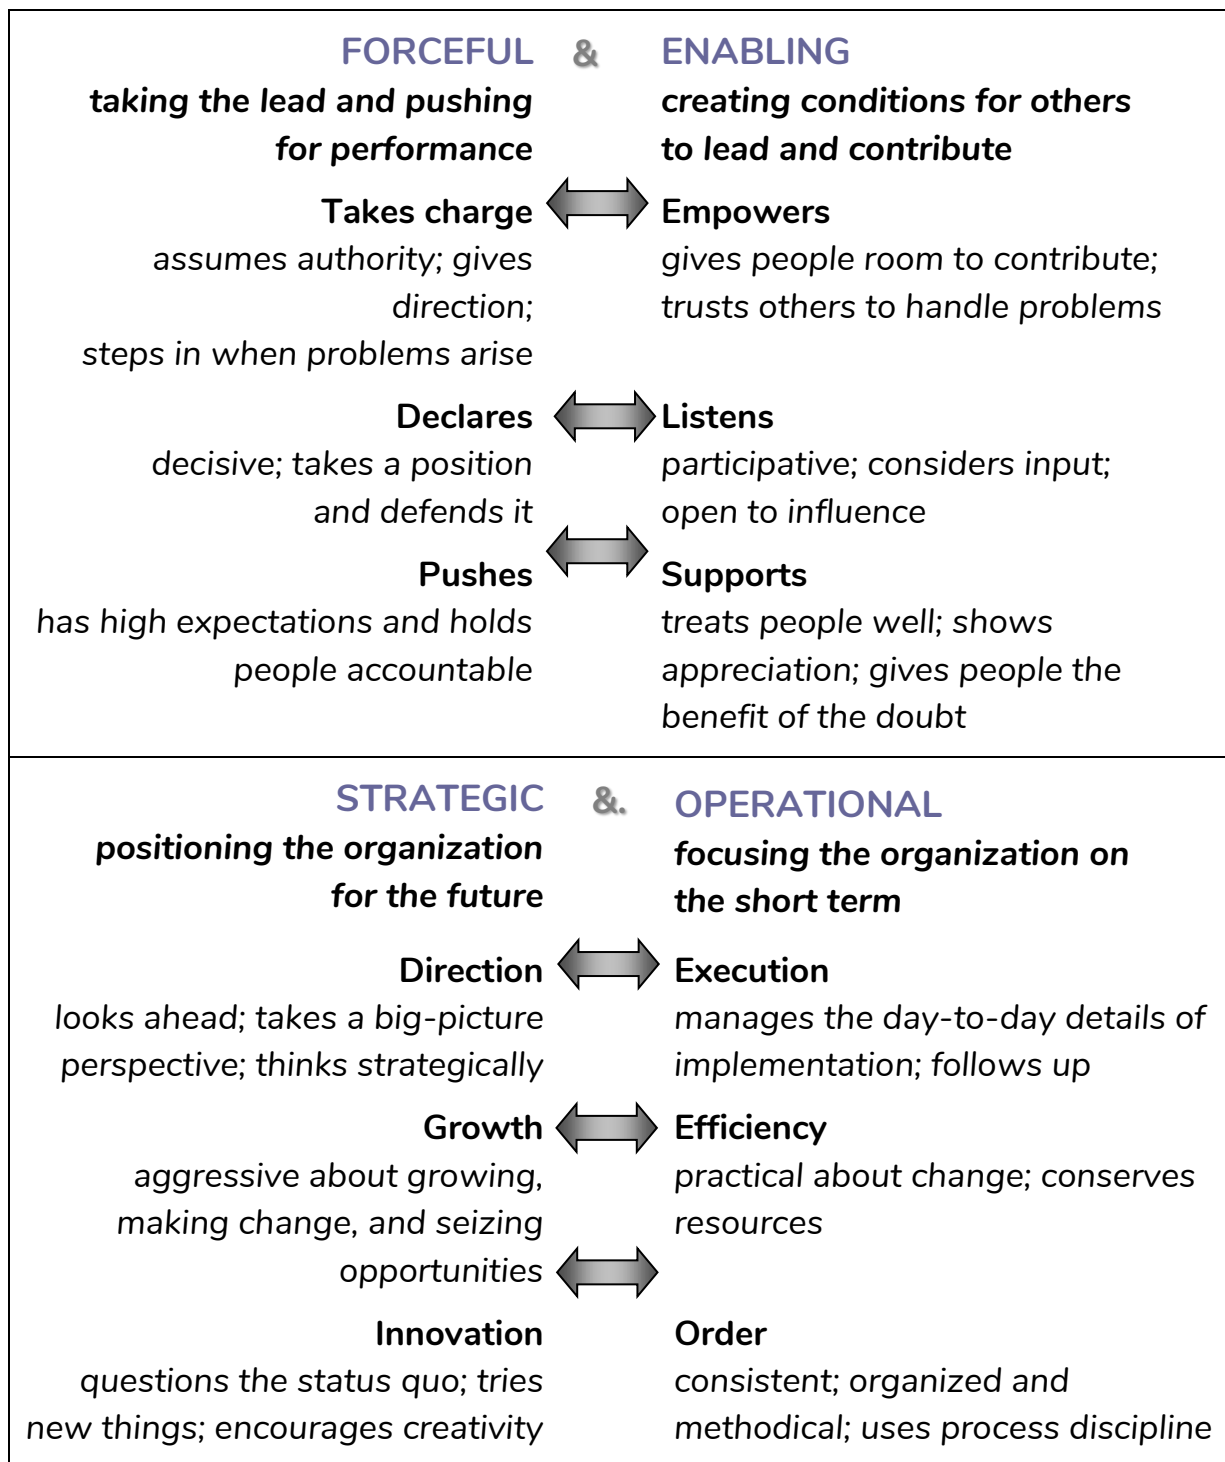 FORCEFUL & ENABLING
taking the lead and pushing
for performance
creating conditions for others
to lead and contribute
Takes charge
assumes authority; gives
direction;
steps in when problems arise
Empowers
gives people room to contribute;
trusts others to handle problems
Declares
decisive; takes a position
and defends it
Listens
participative; considers input;
open to influence
Pushes
has high expectations and holds
people accountable
Supports
treats people well; shows
appreciation; gives people the
benefit of the doubt
STRATEGIC &. OPERATIONAL
positioning the organization
for the future
focusing the organization on
the short term
Direction
looks ahead; takes a big-picture
perspective; thinks strategically
Execution
manages the day-to-day details of
implementation; follows up
Growth
aggressive about growing,
making change, and seizing
opportunities
Efficiency
practical about change; conserves
resources
Innovation
questions the status quo; tries
new things; encourages creativity
Order
consistent; organized and
methodical; uses process discipline